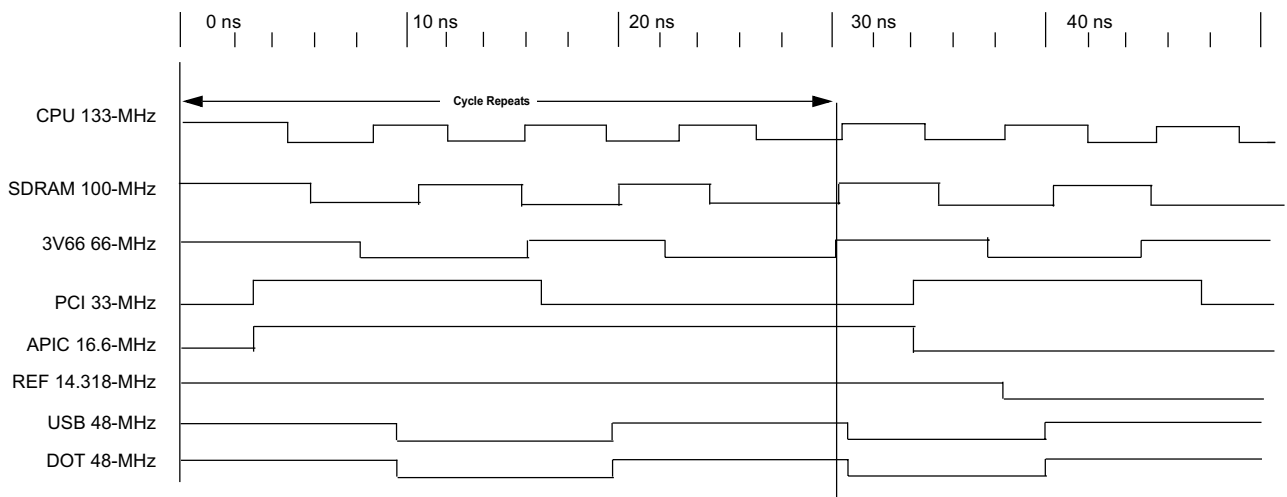 0 ns 10 ns 20 ns 30 ns 40 ns
Cycle Repeats
CPU 133-MHz
SDRAM 100-MHz
3V66 66-MHz
PCI 33-MHz
APIC 16.6-MHz
REF 14.318-MHz
USB 48-MHz
DOT 48-MHz